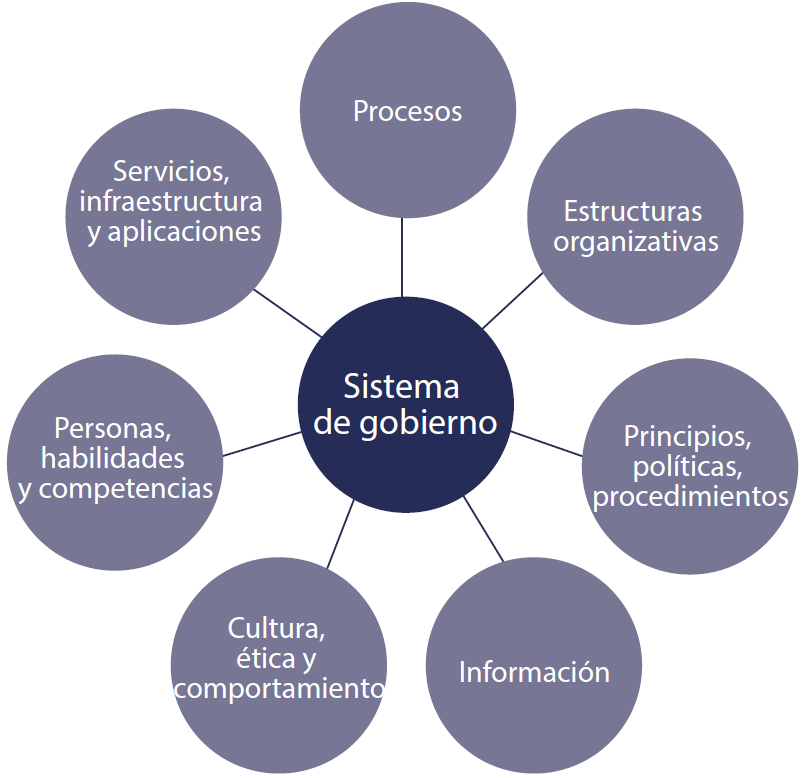 Procesos
Estructuras
organizativas
Principios,
políticas,
procedimientos
Información
Cultura,
ética y
comportamiento
Personas,
habilidades
y competencias
Servicios,
infraestructura
y aplicaciones
Sistema
de gobierno